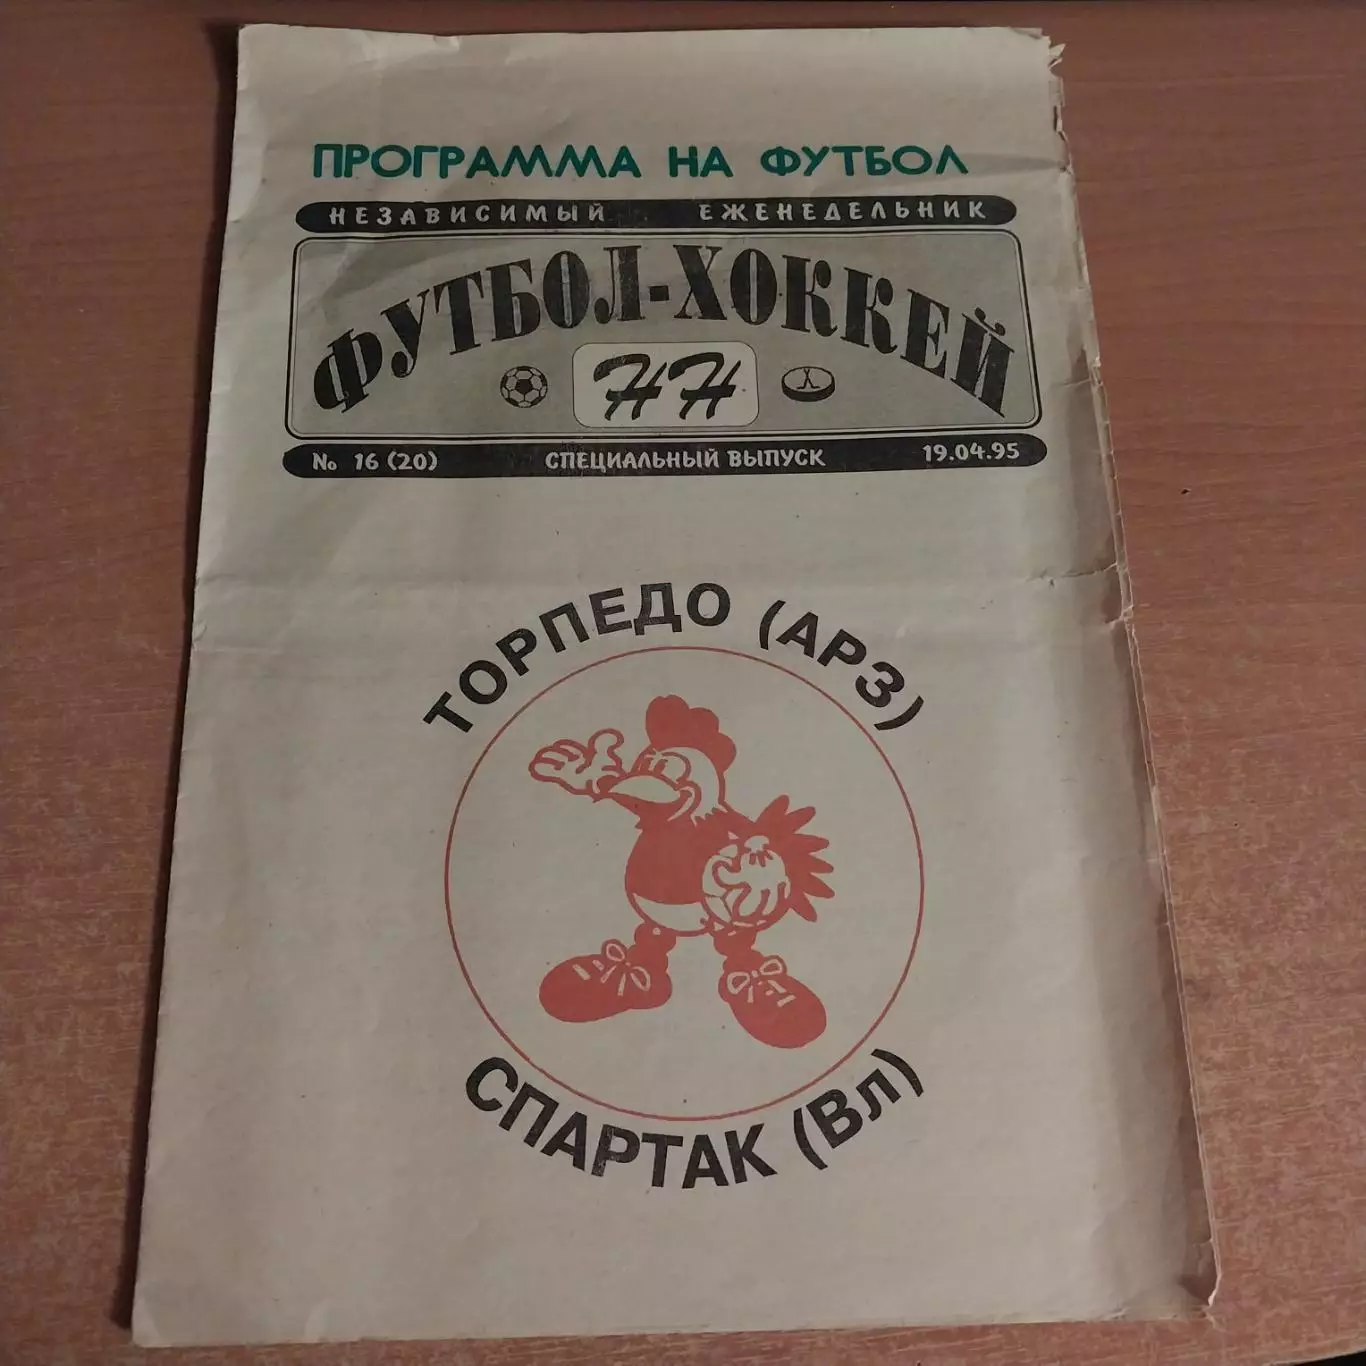 ПРОГРАММА НА ФУТБОЛ
НЕЗАВИСИМЫЙ ЕЖЕНЕДЕЛЬНИК
ФУТБОЛ-ХОККЕЙ
НН
№ 16 (20) СПЕЦИАЛЬНЫЙ ВЫПУСК 19.04.95
ТОРПЕДО (АРЗ)
СПАРТАК (Вл)